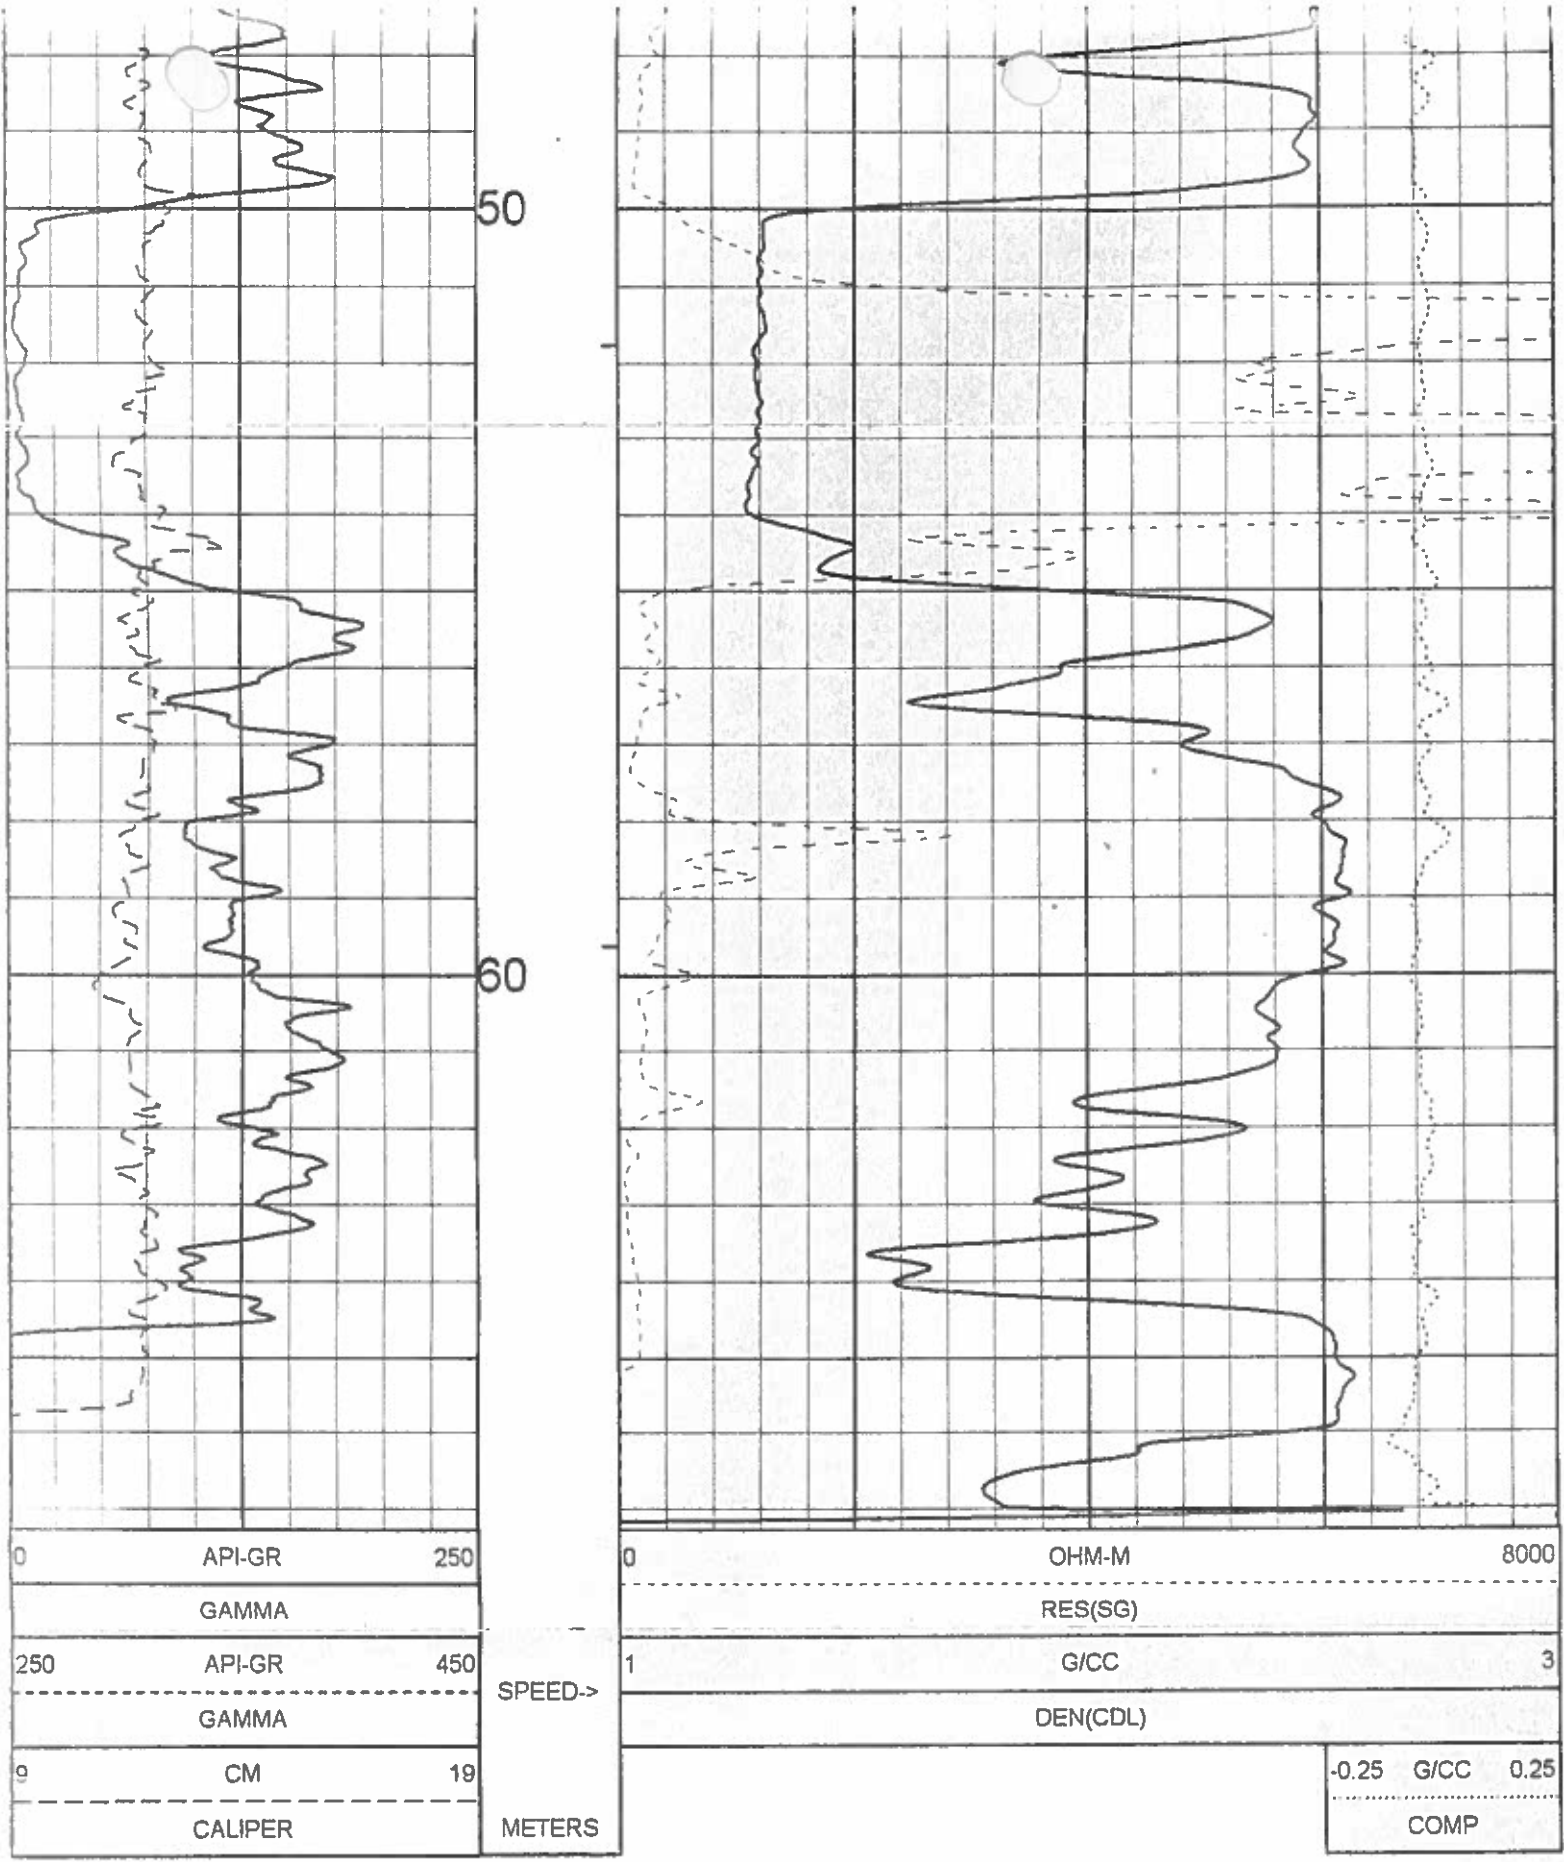 50
60
0 API-GR 250
0 OHM-M 8000
GAMMA
RES(SG)
250 API-GR 450
1 G/CC 3
SPEED->
GAMMA
DEN(CDL)
9 CM 19
-0.25 G/CC 0.25
CALIPER
METERS
COMP